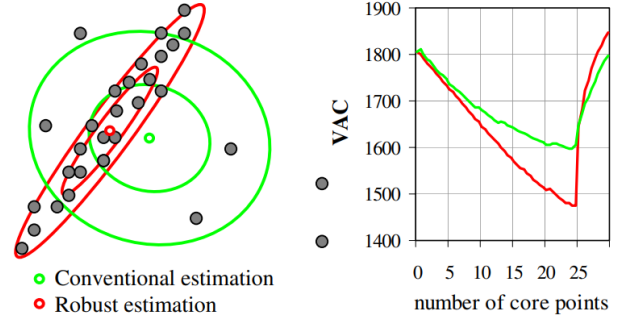 Conventional estimation
Robust estimation
VAC
1900
1800
1700
1600
1500
1400
0 5 10 15 20 25
number of core points